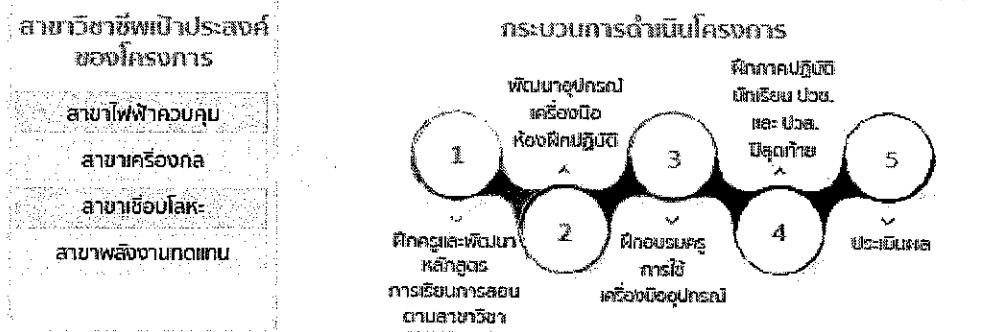 สาขาวิชาชีพเป้าประสงค์
ของโครงการ
สาขาไฟฟ้าควบคุม
สาขาเครื่องกล
สาขาเชื่อมโลหะ
สาขาพลังงานทดแทน
กระบวนการดำเนินโครงการ
1
ฝึกครูและพัฒนา
หลักสูตร
การเรียนการสอน
ตามสาขาวิชา
พัฒนาอุปกรณ์
เครื่องมือ
ห้องฝึกปฏิบัติ
2
3
ฝึกอบรมครู
การใช้
เครื่องมืออุปกรณ์
ฝึกภาคปฏิบัติ
นักเรียน ปวช.
และ ปวส.
ปีสุดท้าย
4
5
ประเมินผล